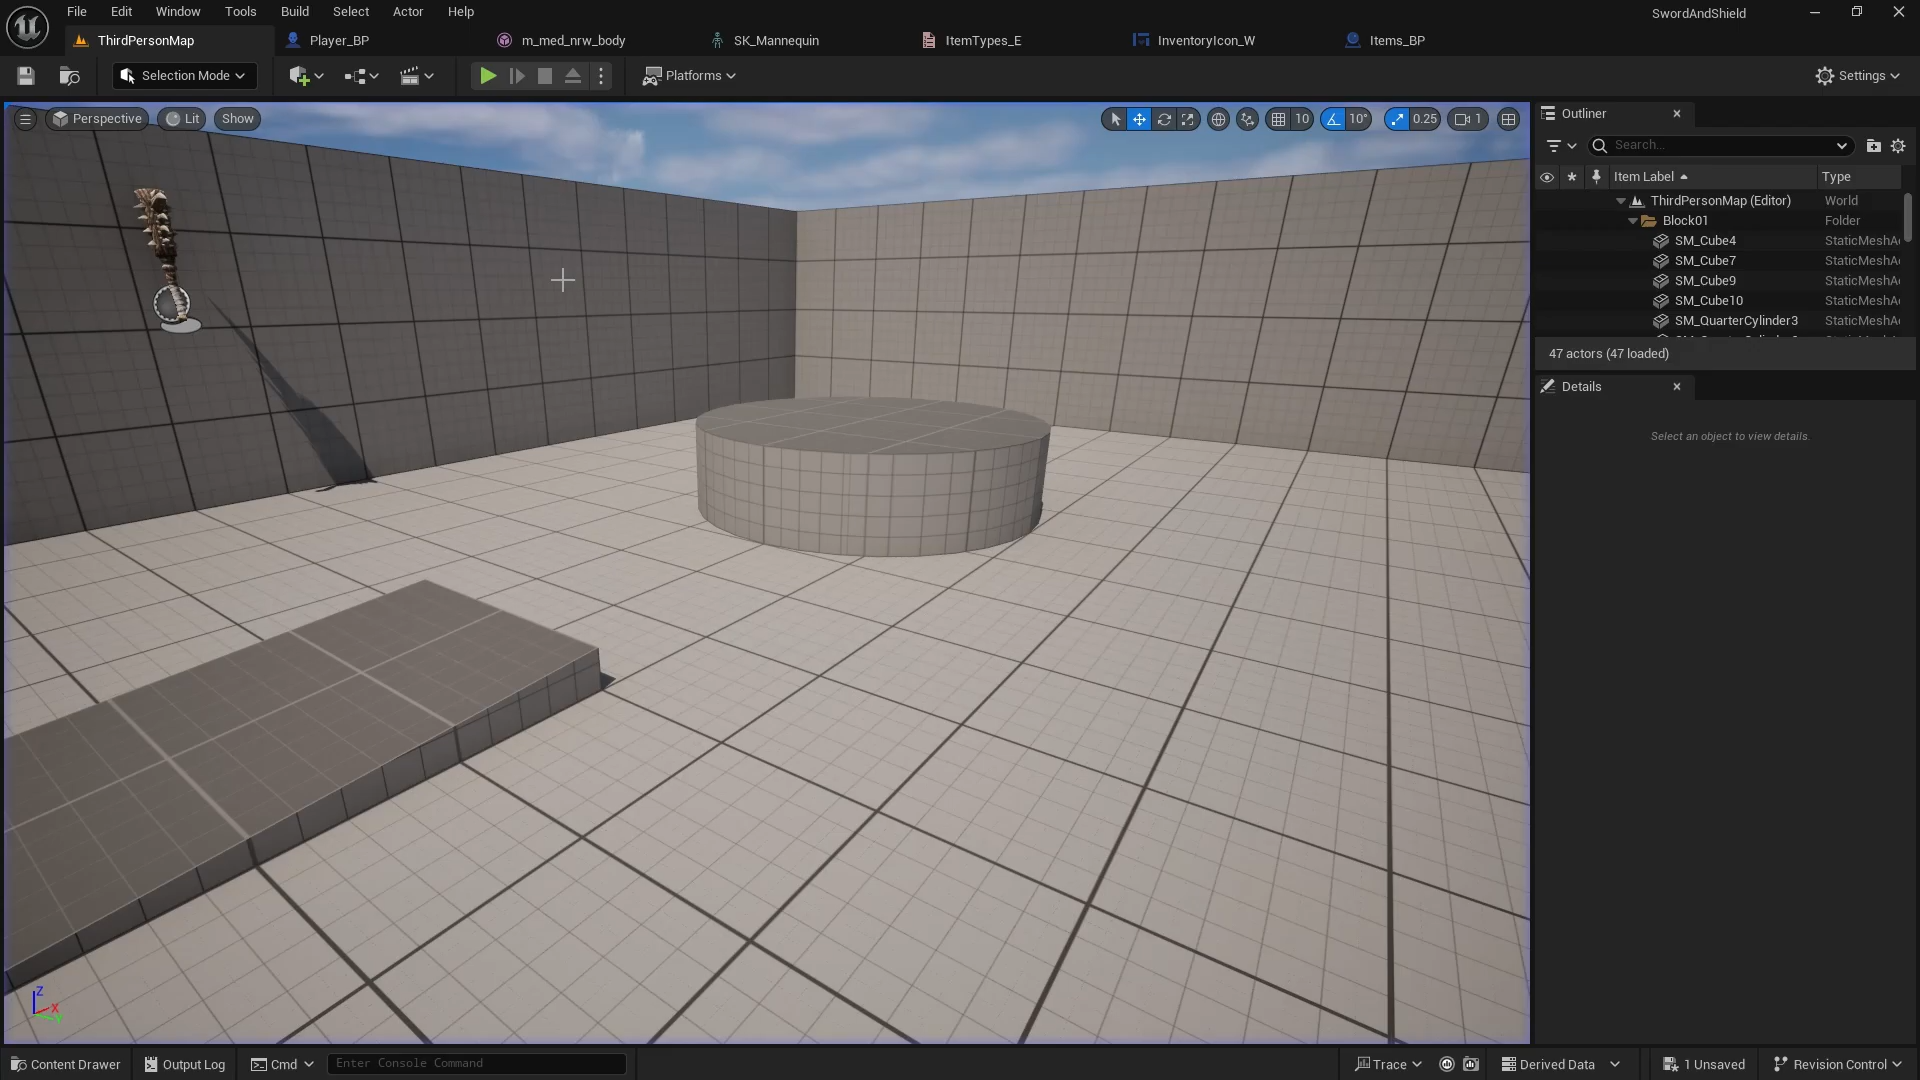 File Edit Window Tools Build Select Actor Help
SwordAndShield
ThirdPersonMap Player_BP m_med_nrw_body SK_Mannequin ItemTypes_E InventoryIcon_W Items_BP
Selection Mode Platforms Settings
Perspective Lit Show 10 10° 0.25 1
Outliner
Search...
Item Label Type
ThirdPersonMap (Editor) World
Block01 Folder
SM_Cube4 StaticMeshA
SM_Cube7 StaticMeshA
SM_Cube9 StaticMeshA
SM_Cube10 StaticMeshA
SM_QuarterCylinder3 StaticMeshA
47 actors (47 loaded)
Details
Select an object to view details.
Z
X
Y
Content Drawer Output Log Cmd Enter Console Command Trace Derived Data 1 Unsaved Revision Control